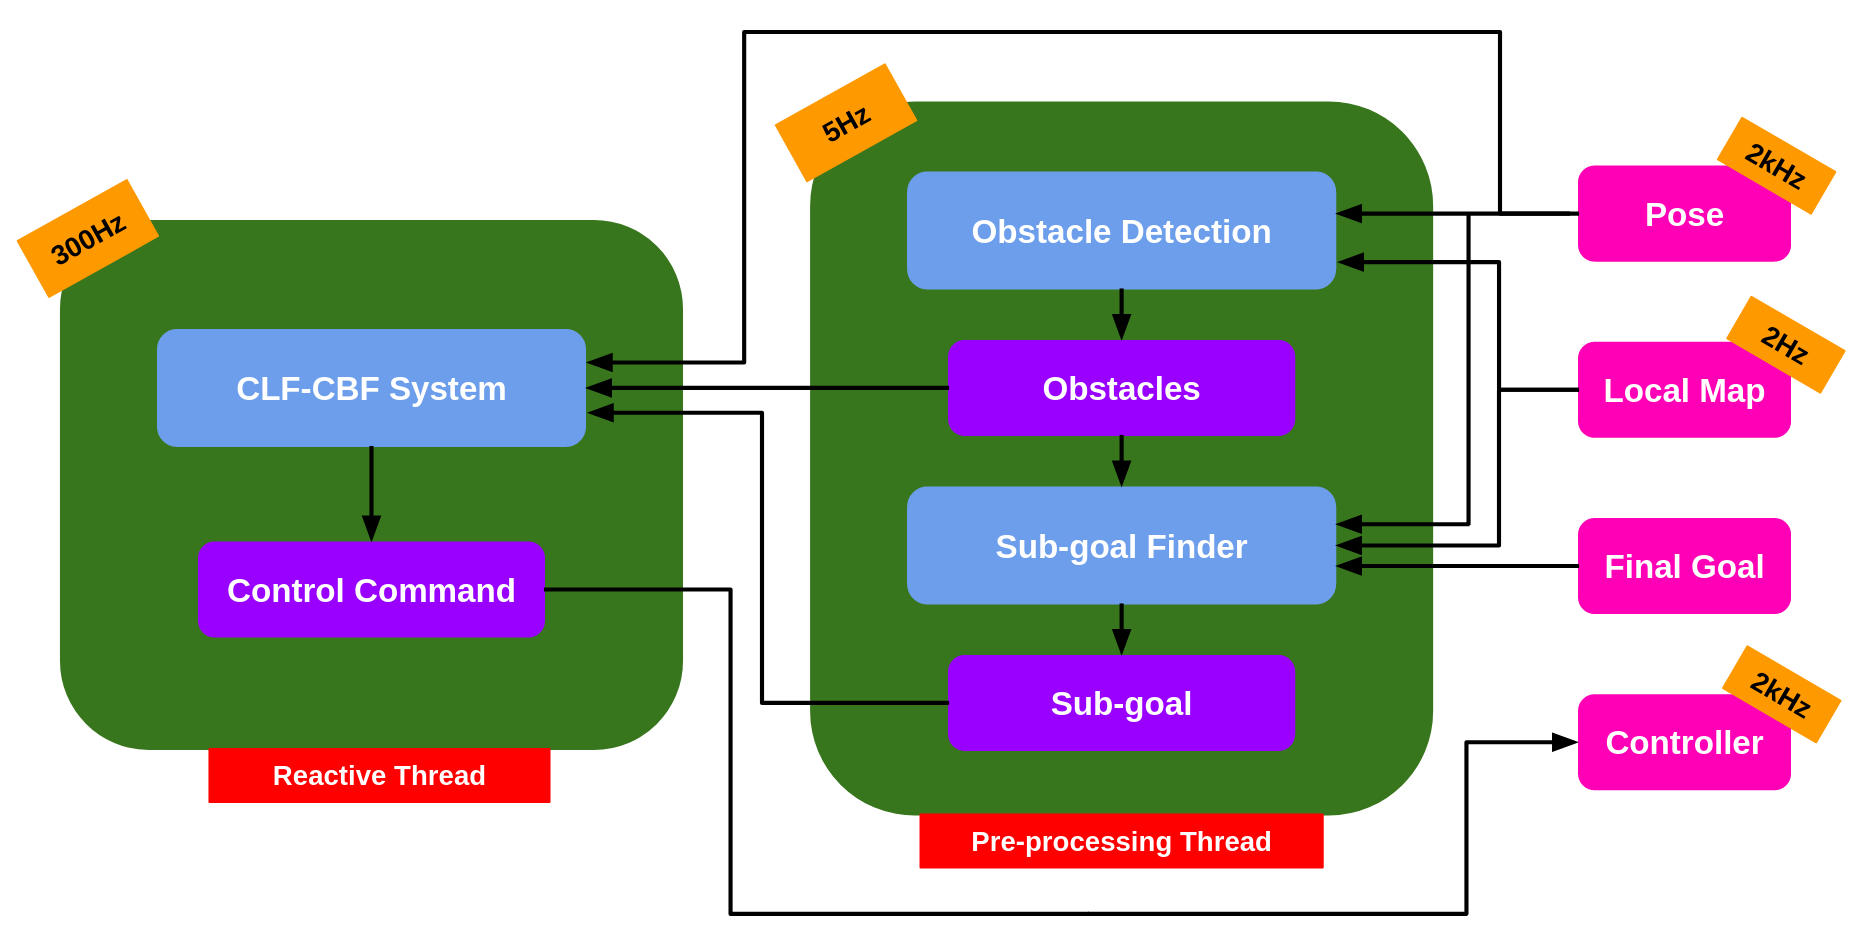 300Hz
CLF-CBF System
Control Command
Reactive Thread
5Hz
Obstacle Detection
Obstacles
Sub-goal Finder
Sub-goal
Pre-processing Thread
2kHz
Pose
2Hz
Local Map
Final Goal
2kHz
Controller